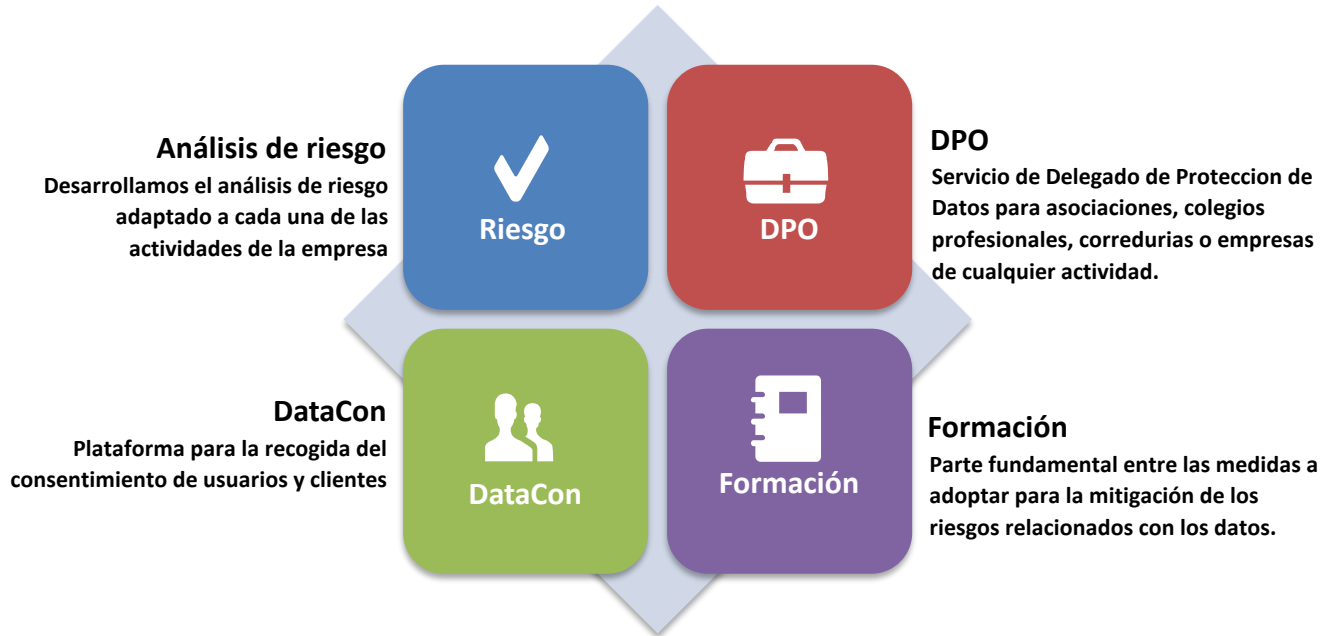 Análisis de riesgo
Desarrollamos el análisis de riesgo
adaptado a cada una de las
actividades de la empresa
Riesgo
DPO
DPO
Servicio de Delegado de Proteccion de
Datos para asociaciones, colegios
profesionales, corredurias o empresas
de cualquier actividad.
DataCon
Plataforma para la recogida del
consentimiento de usuarios y clientes
DataCon
Formación
Formación
Parte fundamental entre las medidas a
adoptar para la mitigación de los
riesgos relacionados con los datos.